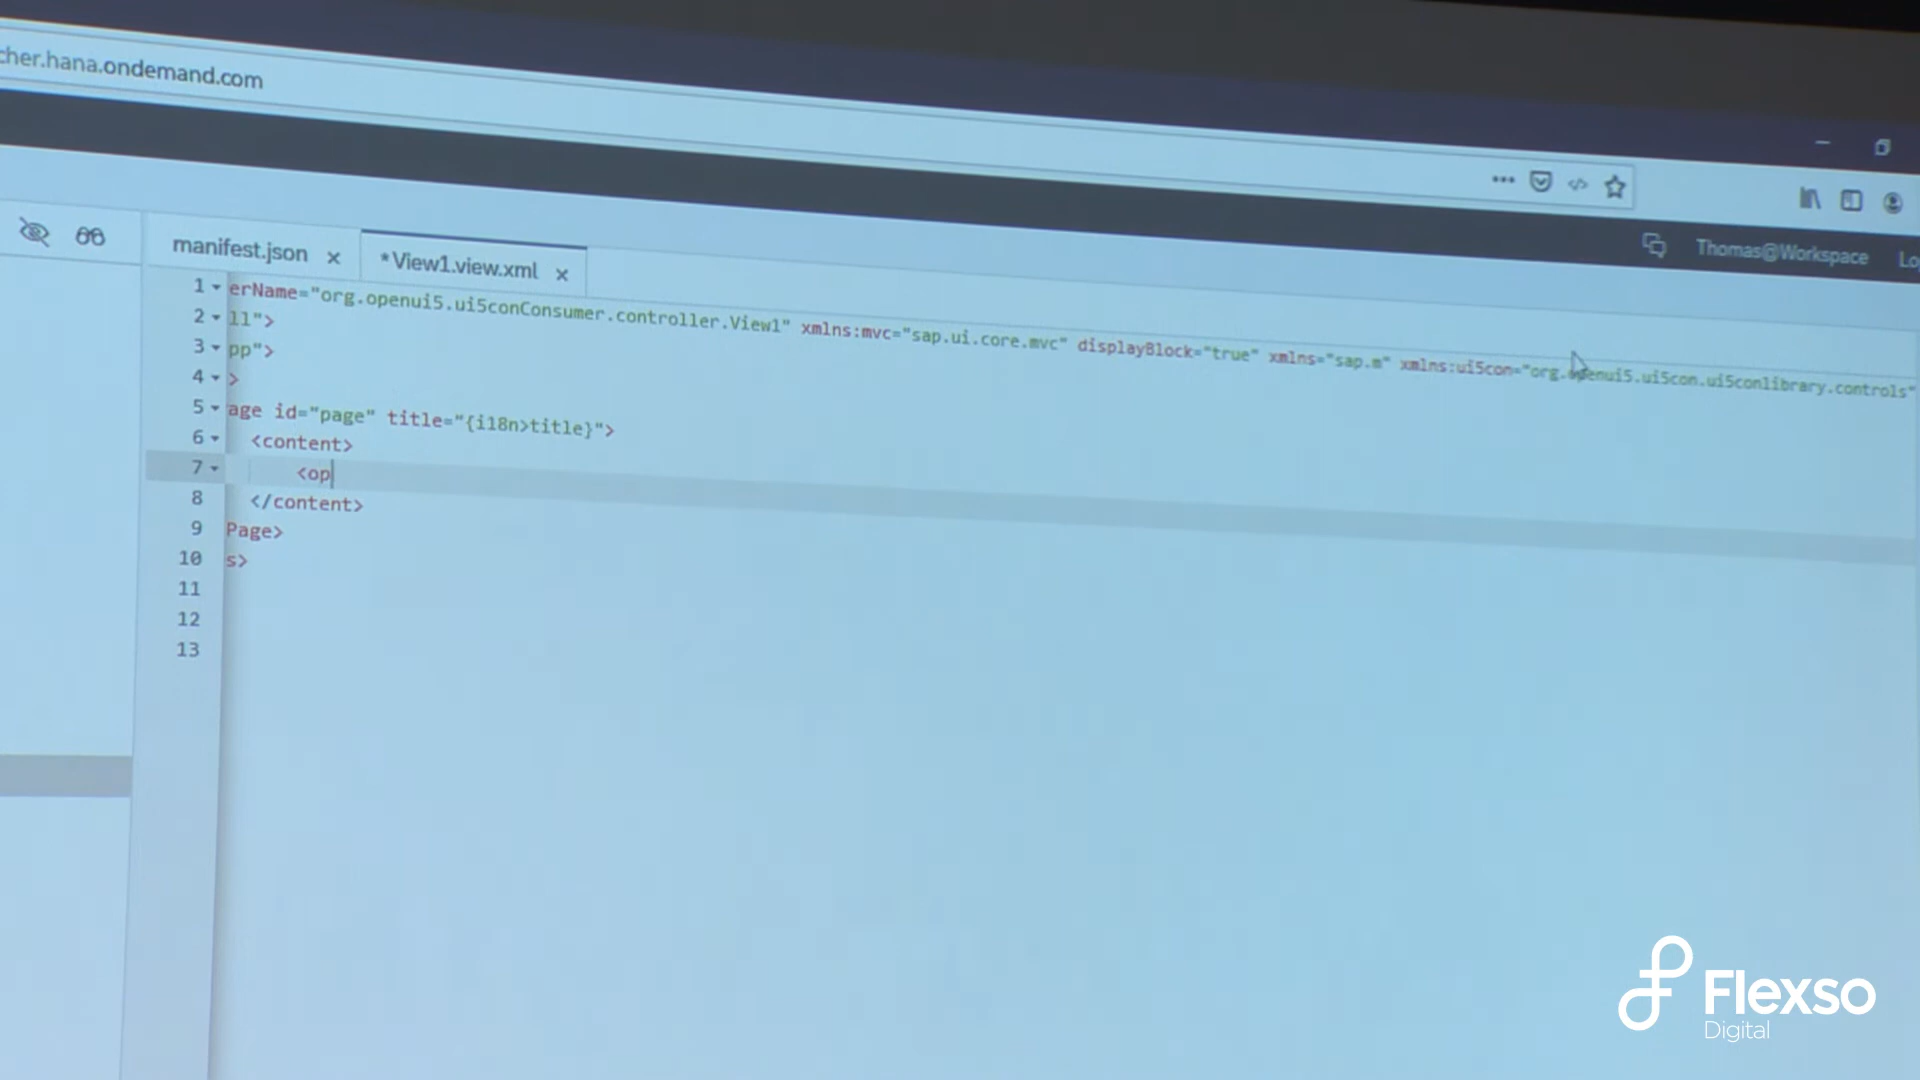 cher.hana.ondemand.com
Thomas@Workspace Lo
manifest.json × *View1.view.xml ×
1 erName="org.openui5.ui5conConsumer.controller.View1" xmlns:mvc="sap.ui.core.mvc" displayBlock="true" xmlns="sap.m" xmlns:ui5con="org.openui5.ui5con.ui5conlibrary.controls"
2 ll">
3 pp">
4 >
5 age id="page" title="{i18n>title}">
6 <content>
7 <op
8 </content>
9 Page>
10 s>
11
12
13
Flexso
Digital